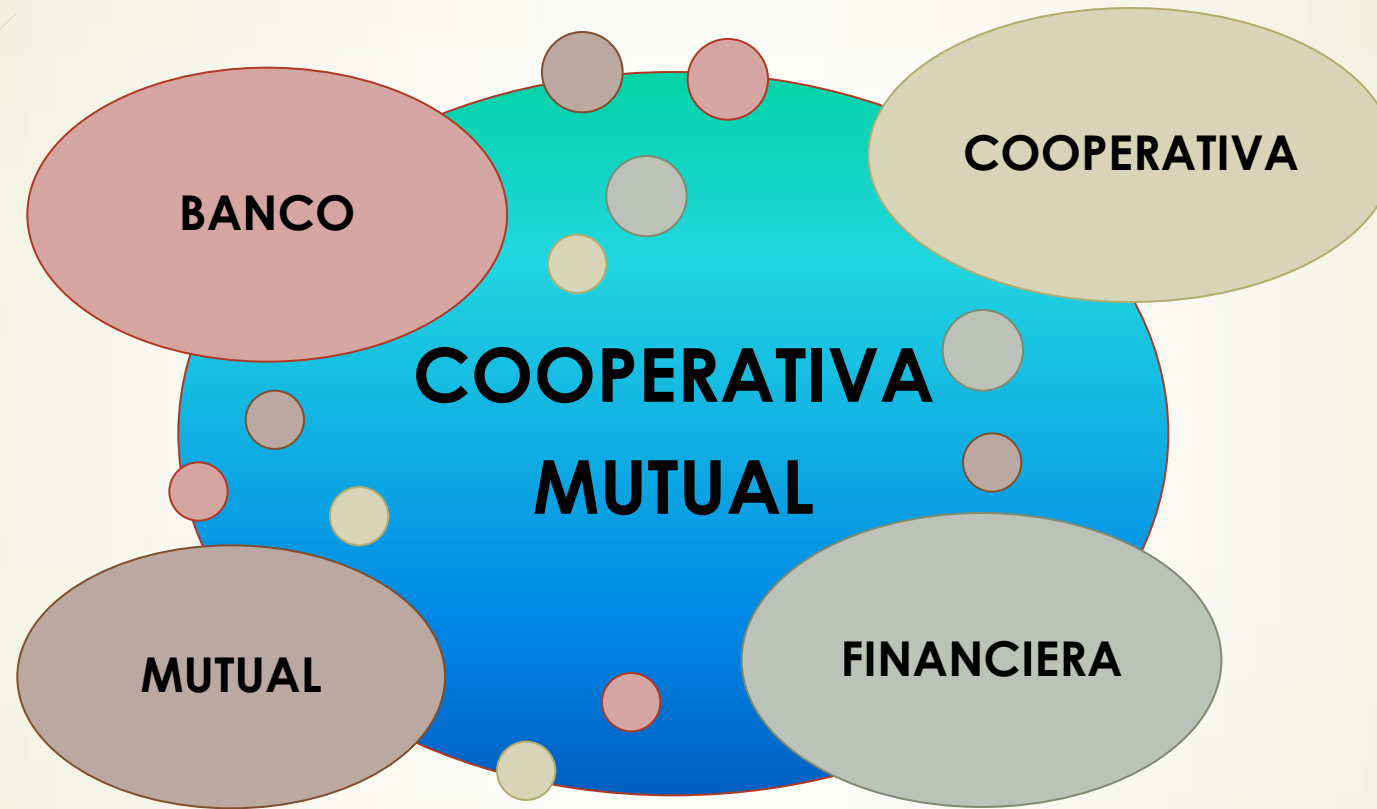 COOPERATIVA
BANCO
COOPERATIVA
MUTUAL
FINANCIERA
MUTUAL